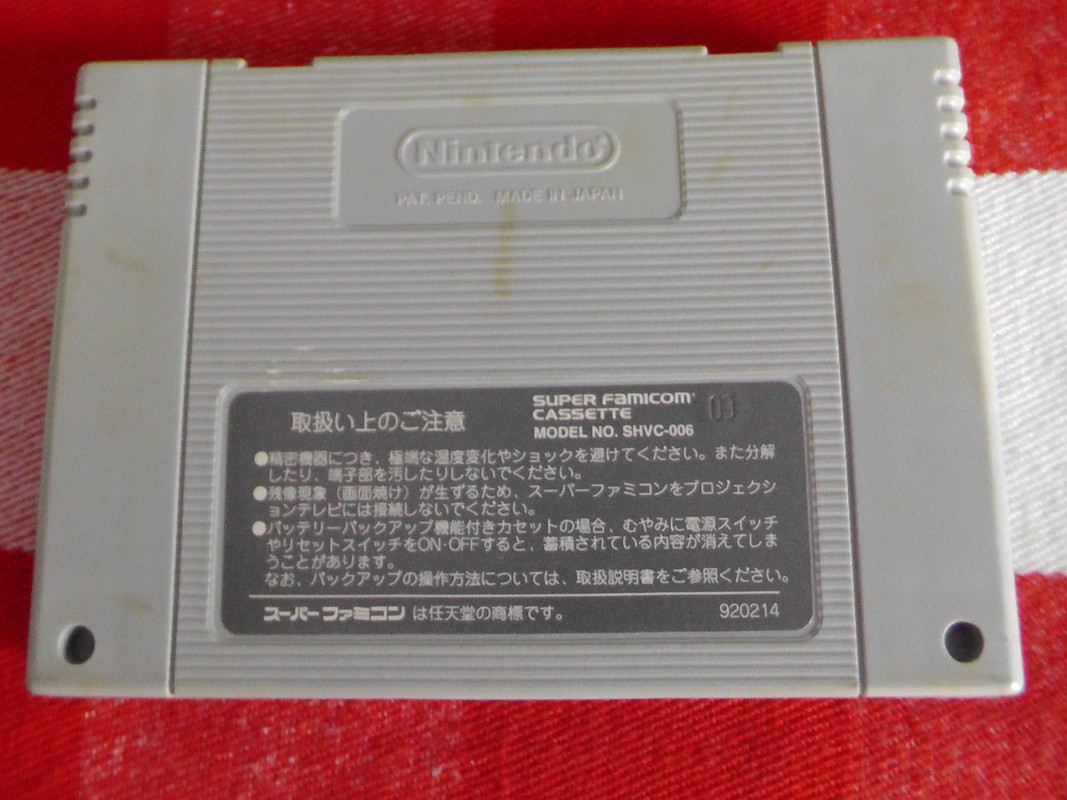 Nintendo®
PAT. PEND. MADE IN JAPAN
取扱い上のご注意
SUPER FAMICOM
CASSETTE
MODEL NO. SHVC-006
●精密機器につき、極端な温度変化やショックを避けてください。また分解
したり、端子部を汚したりしないでください。
●残像現象（画面焼け）が生ずるため、スーパーファミコンをプロジェクシ
ョンテレビには接続しないでください。
●バッテリーバックアップ機能付きカセットの場合、むやみに電源スイッチ
やリセットスイッチをON·OFFすると、蓄積されている内容が消えてしま
うことがあります。
なお、バックアップの操作方法については、取扱説明書をご参照ください。
スーパーファミコンは任天堂の商標です。 920214